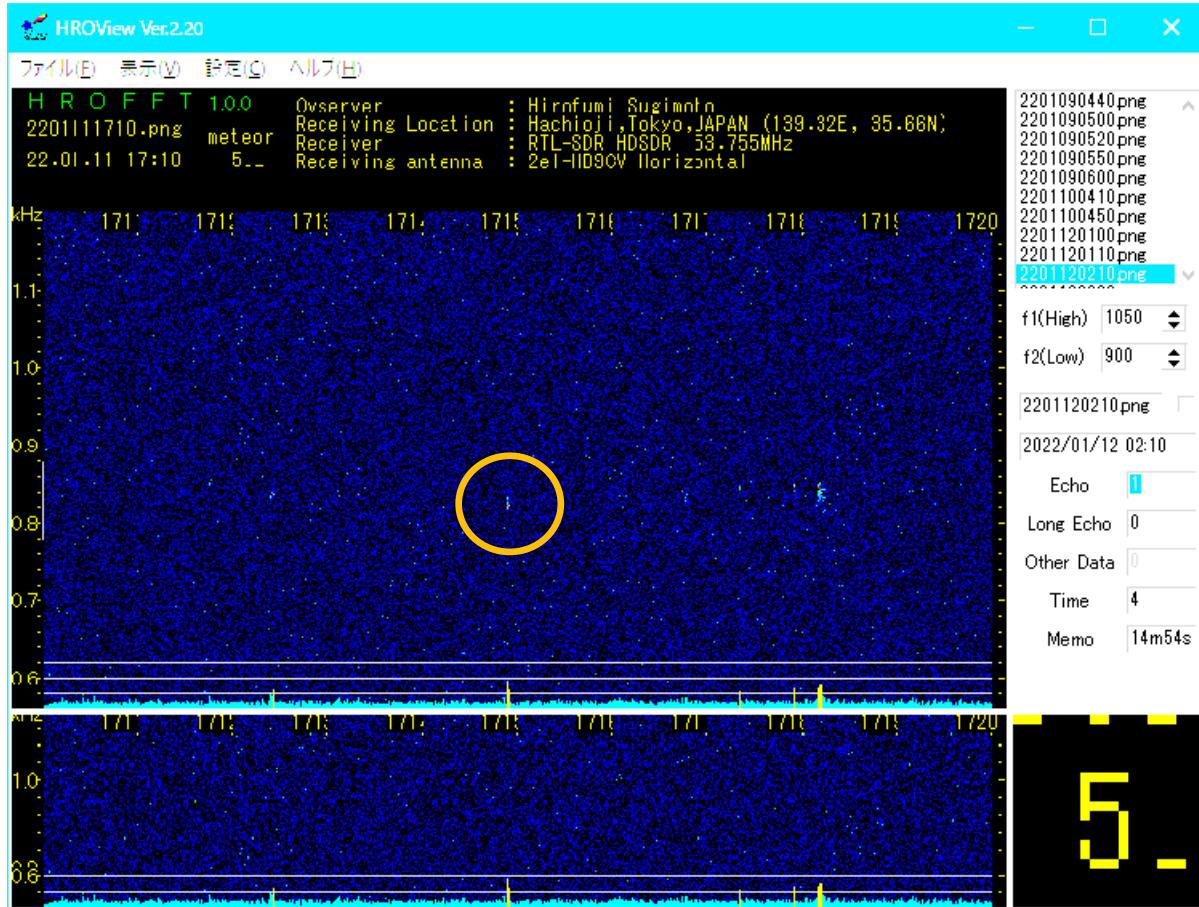 HROView Ver.2.20
ファイル(F) 表示(V) 設定(C) ヘルプ(H)
H R O F F T 1.0.0
2201111710.png meteor
22.01.11 17:10 5__
Ovserver : Hirofumi Sugimoto
Receiving Location : Hachioji,Tokyo,JAPAN (139.32E, 35.66N)
Receiver : RTL-SDR HDSDR 53.755MHz
Receiving antenna : 2el-HB9CV Horizontal
kHz 1720
1.1
1.0
0.9
0.8
0.7
0.6
kHz 1720
1.0
5_
2201090440.png
2201090500.png
2201090520.png
2201090550.png
2201090600.png
2201100410.png
2201100450.png
2201120100.png
2201120110.png
2201120210.png
f1(High) 1050
f2(Low) 900
2201120210.png
2022/01/12 02:10
Echo 1
Long Echo 0
Other Data 0
Time 4
Memo 14m54s